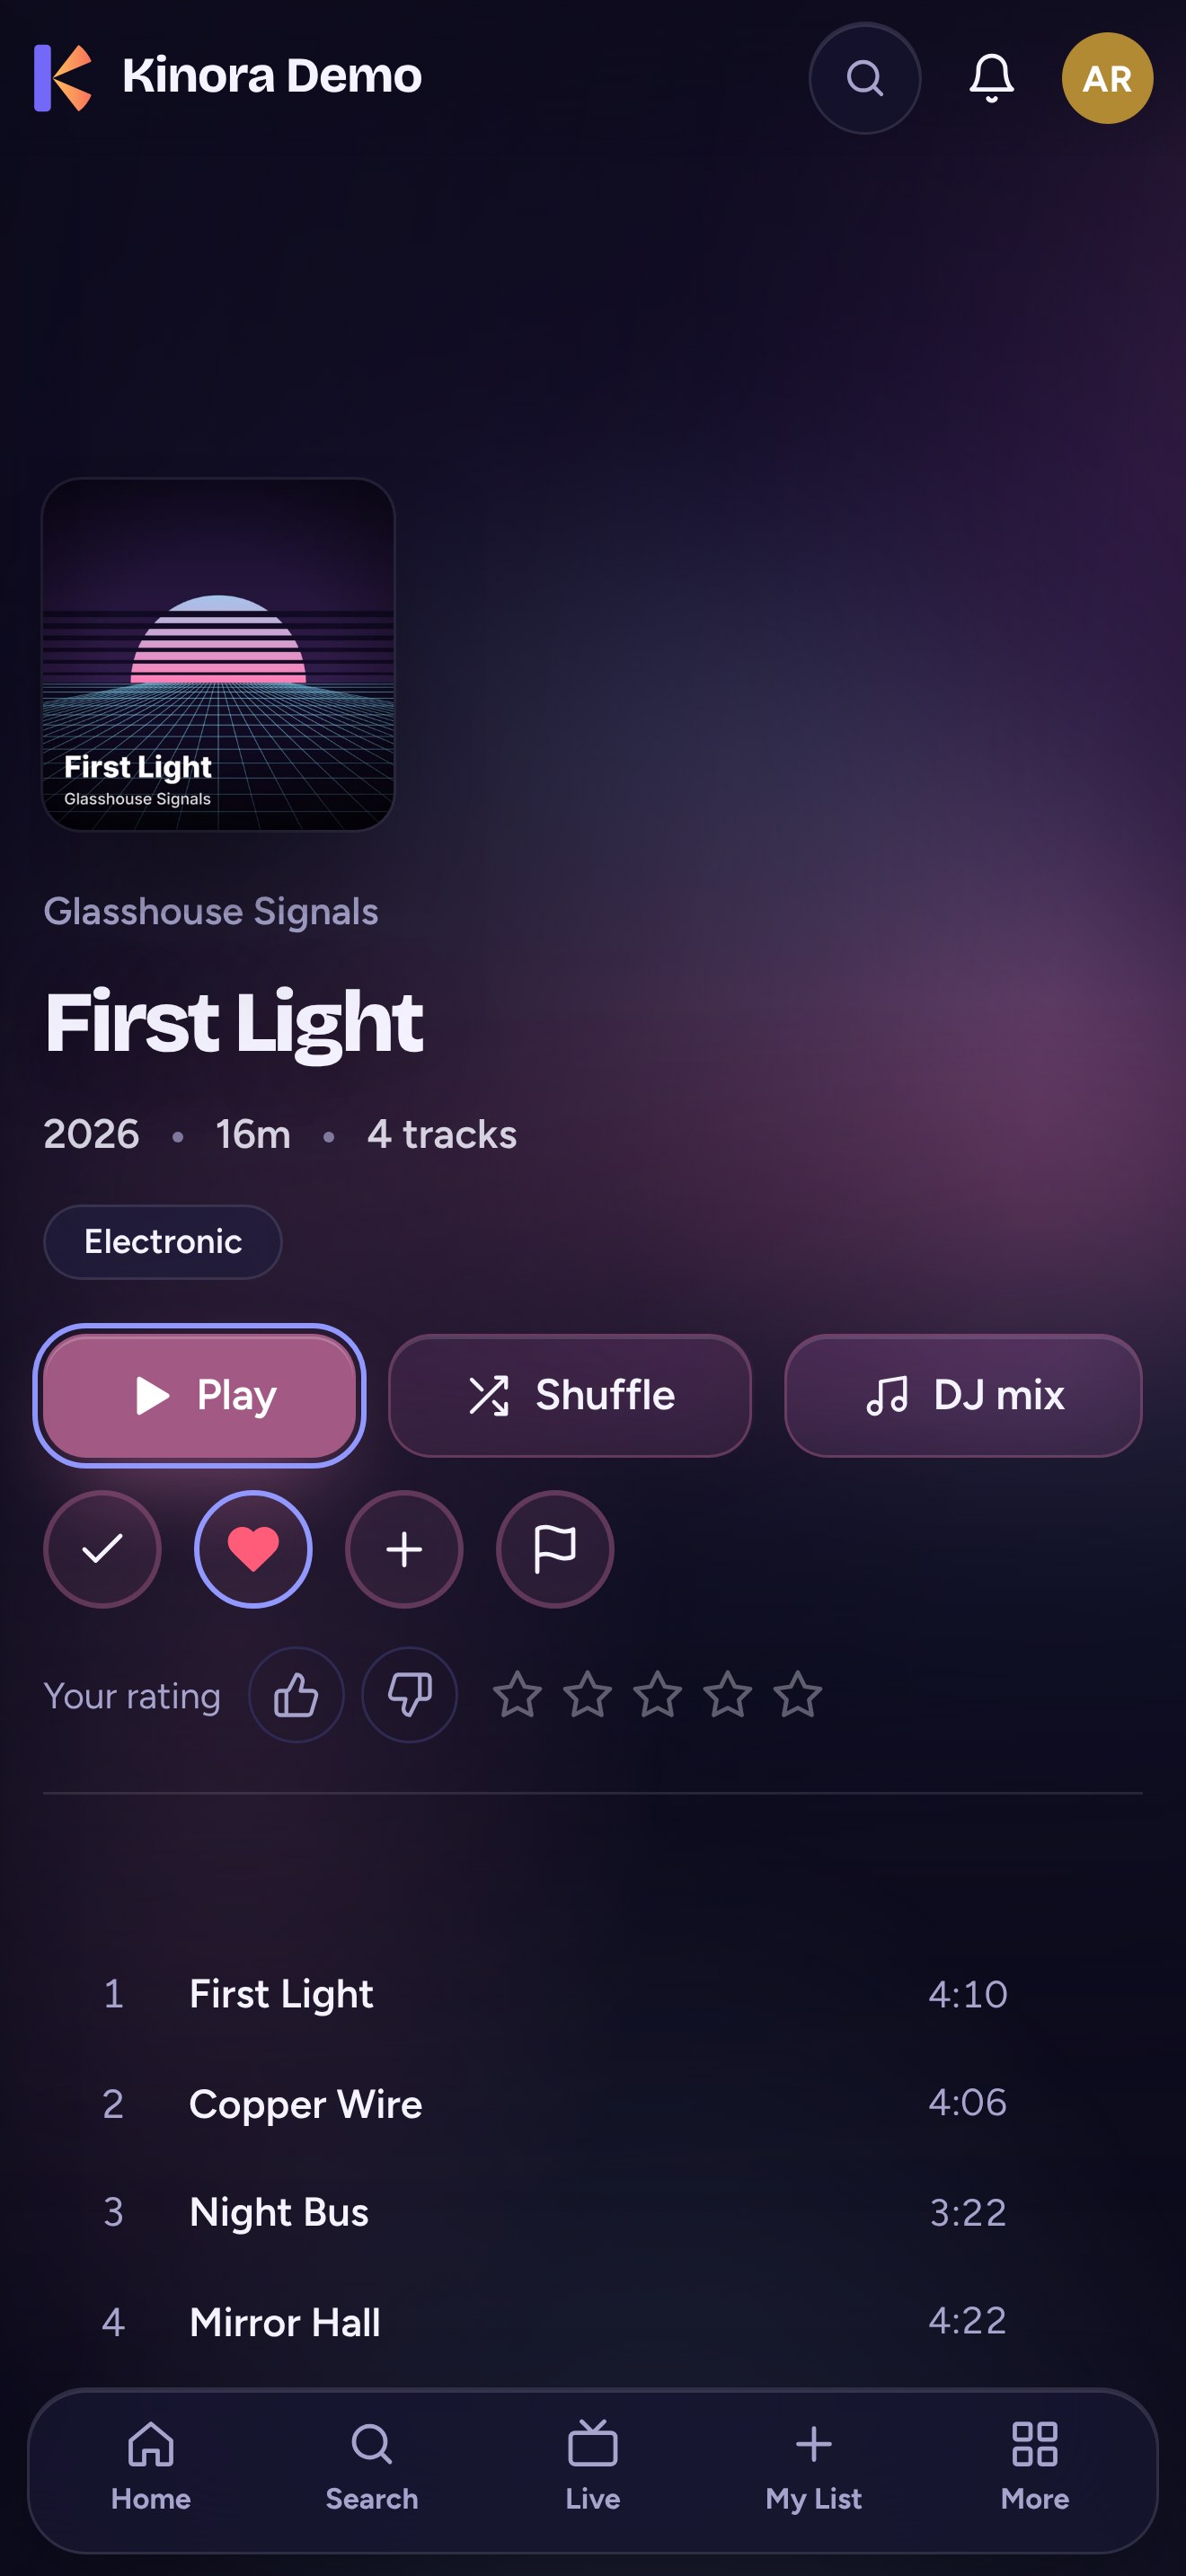 Kinora Demo
AR
First Light
Glasshouse Signals
Glasshouse Signals
First Light
2026 • 16m • 4 tracks
Electronic
Play
Shuffle
DJ mix
Your rating
1 First Light 4:10
2 Copper Wire 4:06
3 Night Bus 3:22
4 Mirror Hall 4:22
Home
Search
Live
My List
More